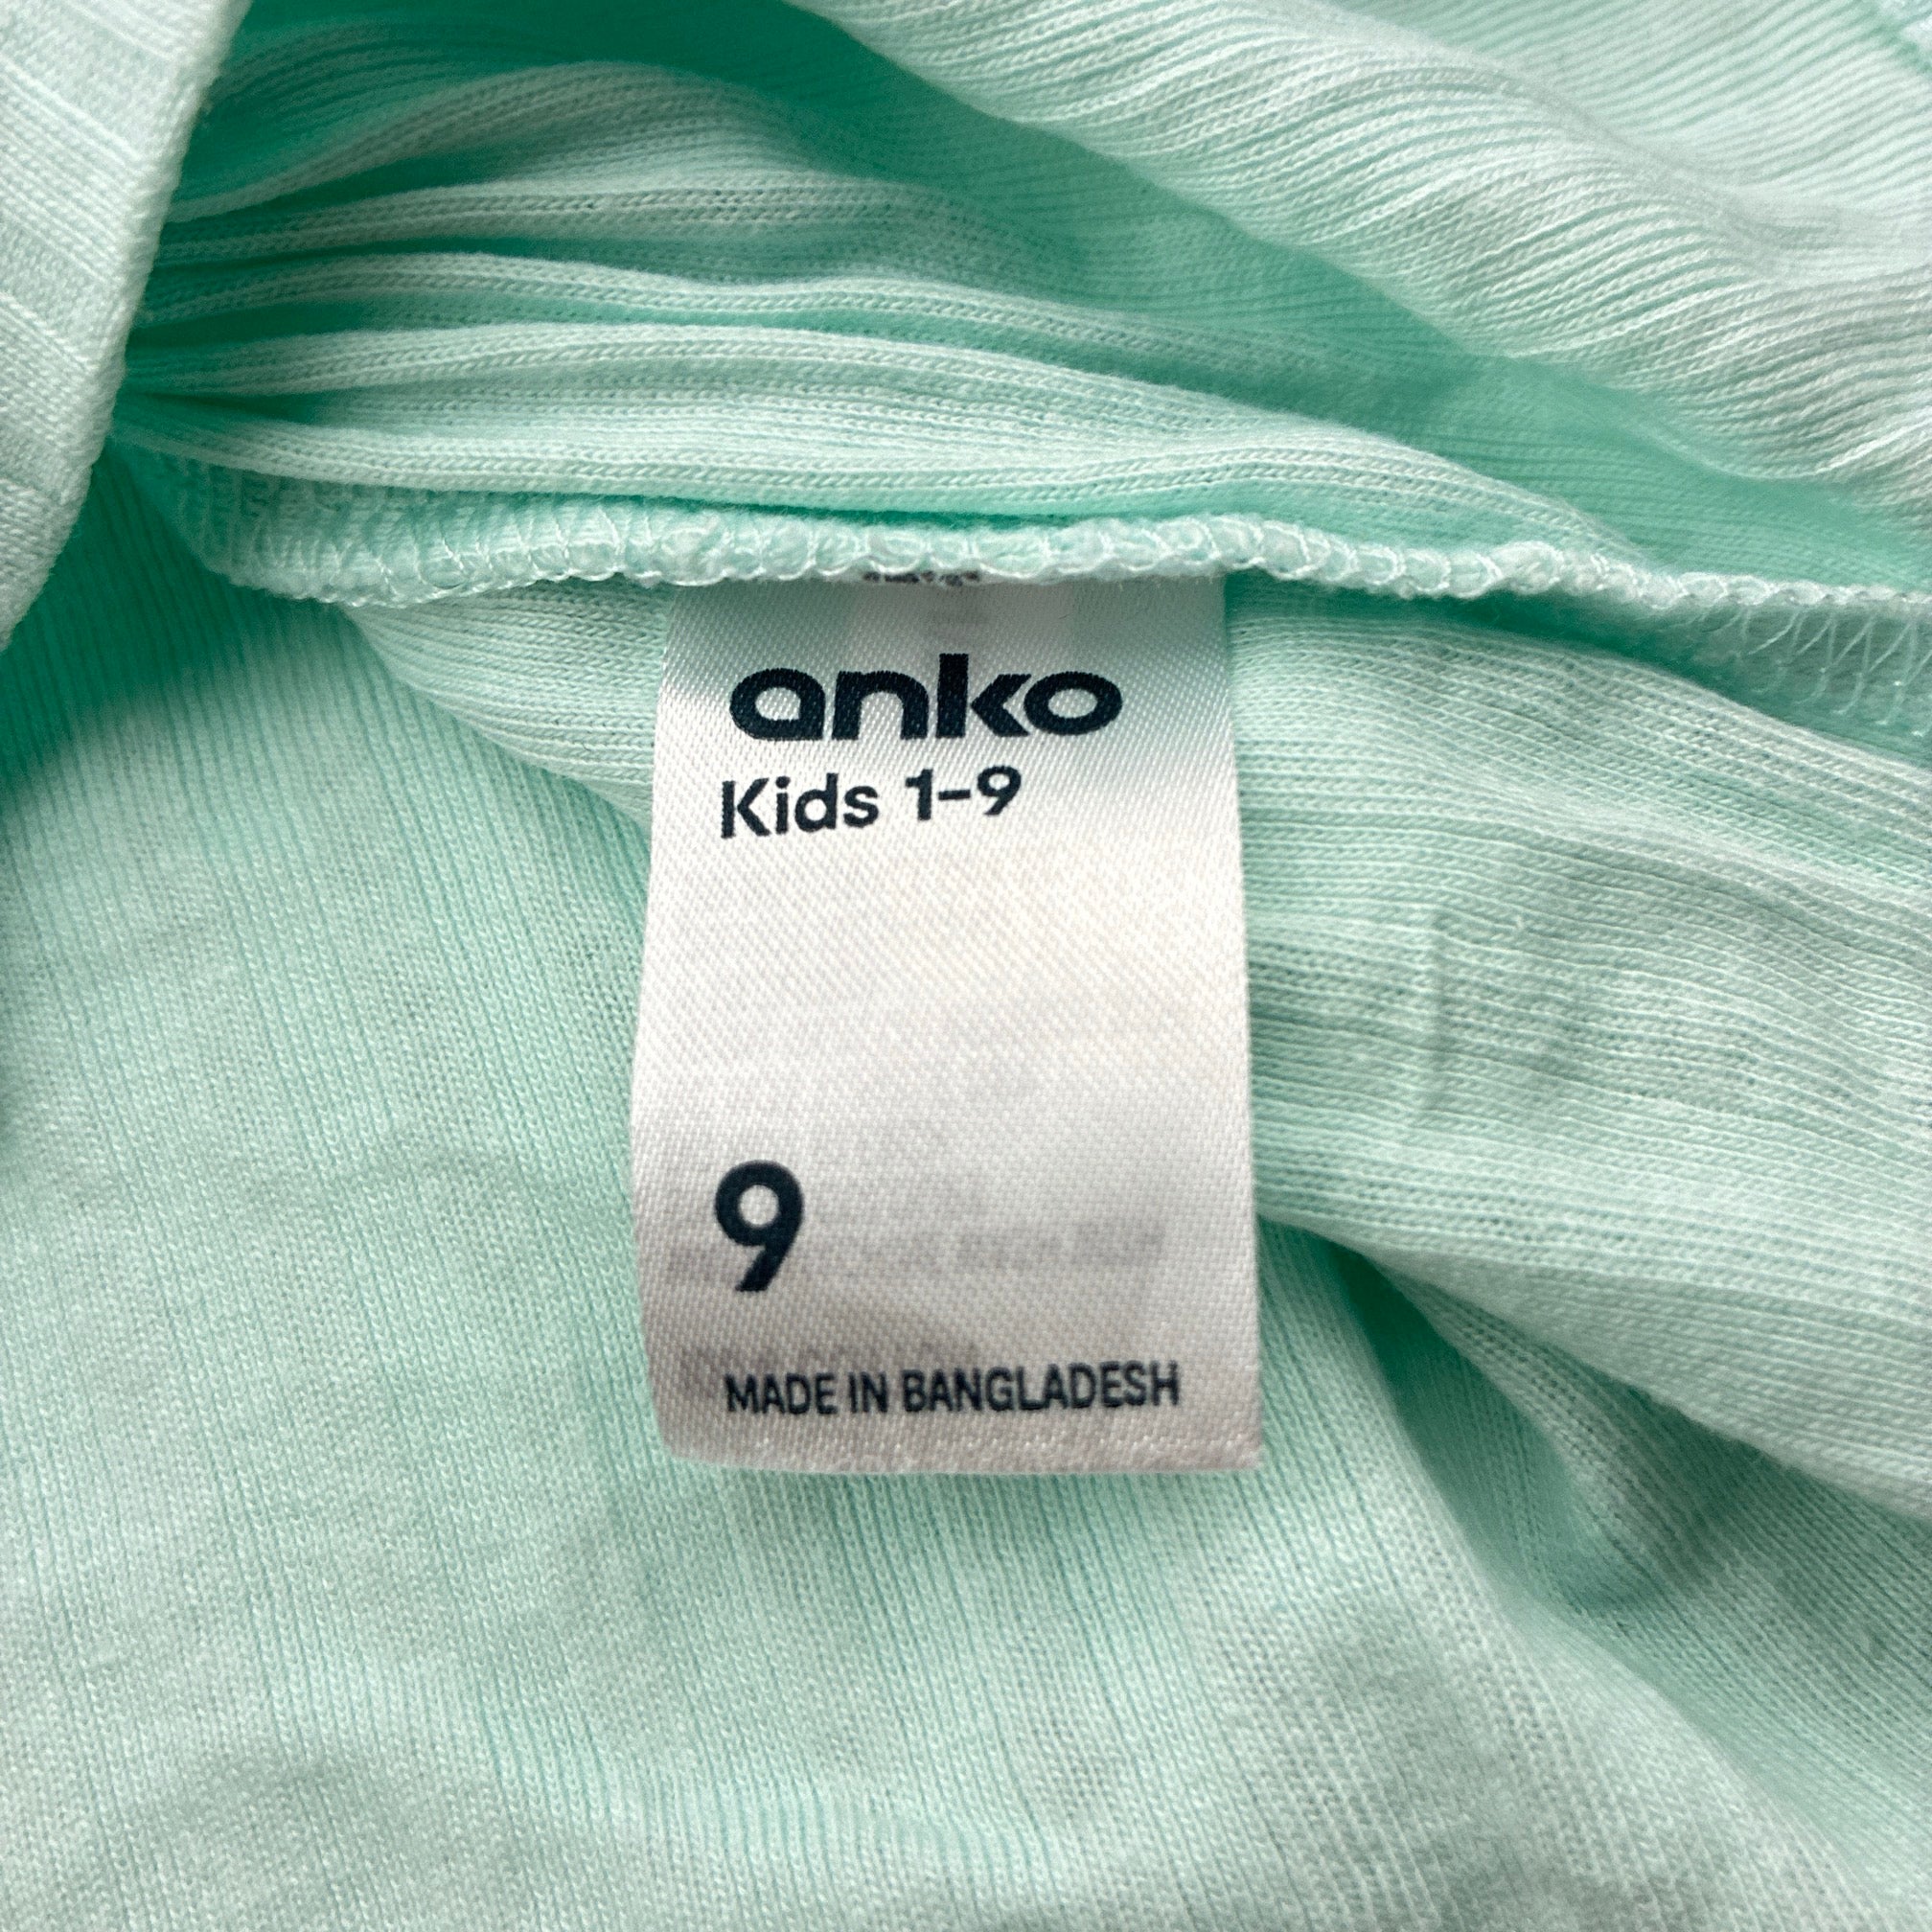 anko
Kids 1-9
9
MADE IN BANGLADESH